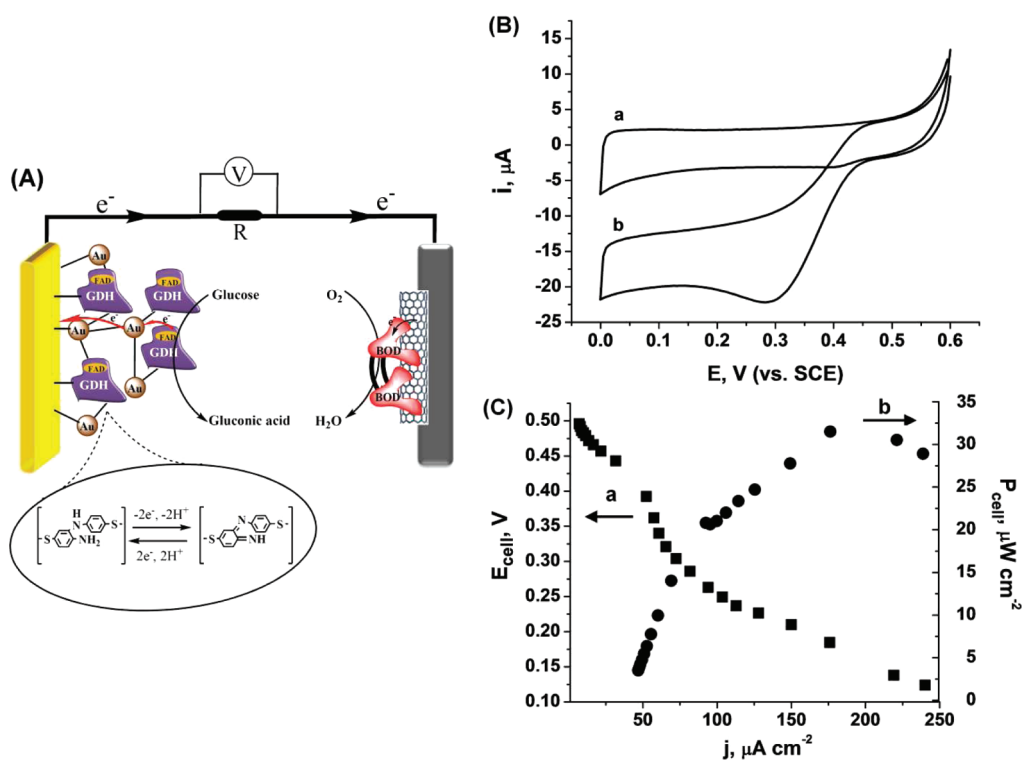 (A)
V
e-
e-
R
Au
FAD
GDH
FAD
GDH
Glucose
O2
e-
Au
e-
Au
e-
FAD
GDH
BOD
FAD
GDH
Au
BOD
Gluconic acid
H2O
Au
H
N
S-
-S
NH2
-2e-, -2H+
2e-, 2H+
N
S-
-S
NH
(B)
15
10
5
0
-5
-10
-15
-20
-25
i, μA
a
b
0.0 0.1 0.2 0.3 0.4 0.5 0.6 0.7
E, V (vs. SCE)
(C)
0.50
0.45
0.40
0.35
0.30
0.25
0.20
0.15
0.10
Ecell, V
a
b
35
30
25
20
15
10
5
0
Pcell, μW cm-2
50 100 150 200 250
j, μA cm-2